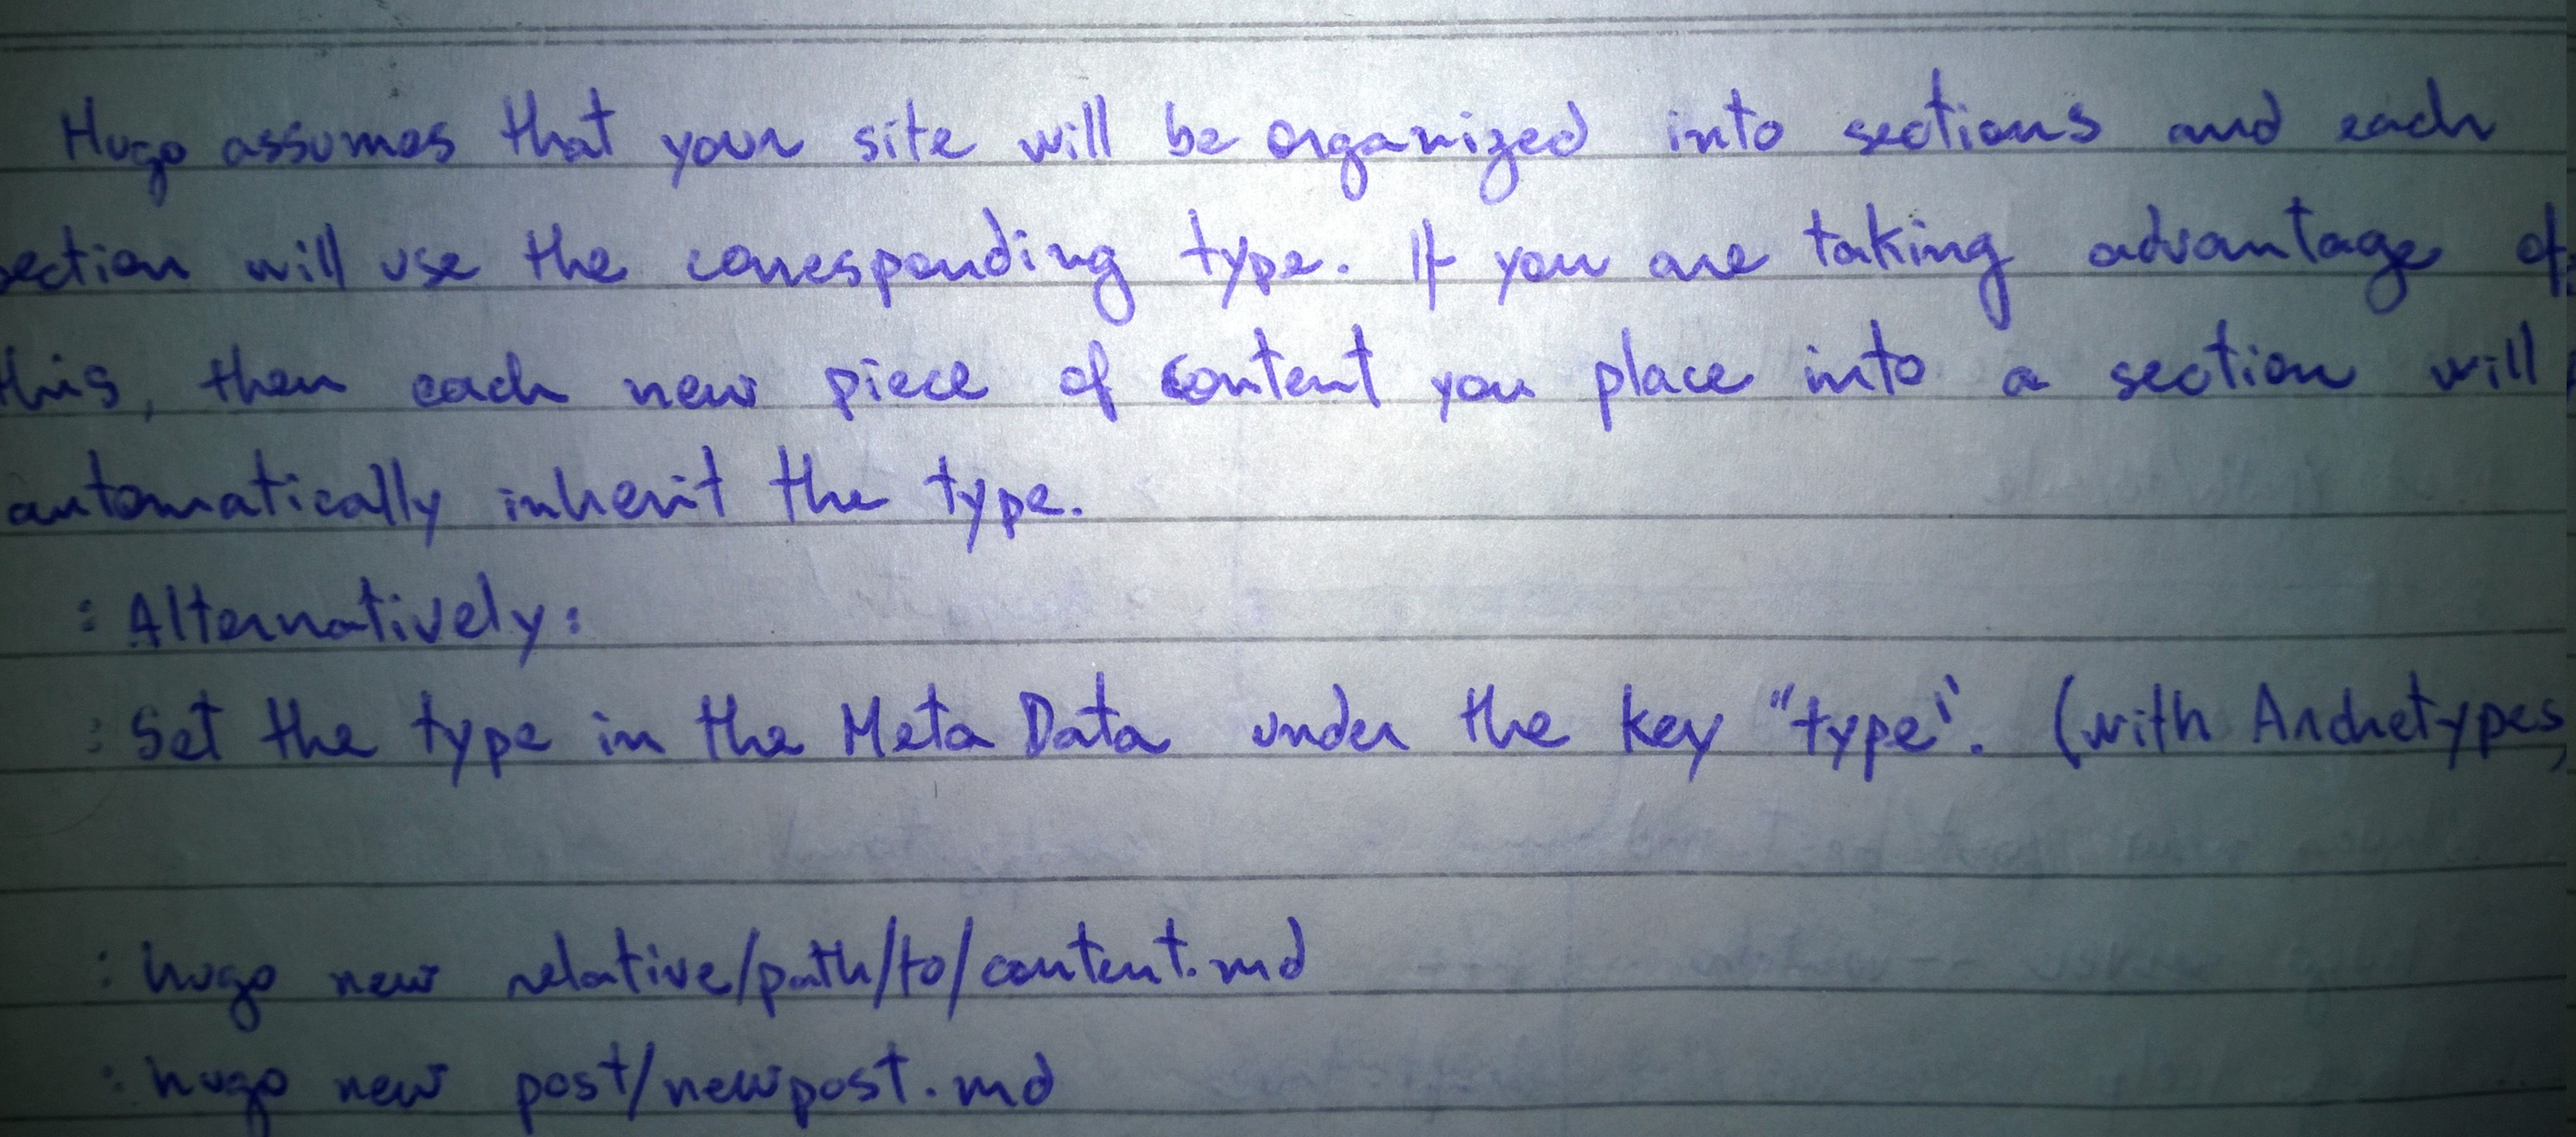 Hugo assumes that your site will be organized into sections and each
section will use the corresponding type. If you are taking advantage of
this, then each new piece of content you place into a section will
automatically inherit the type.
: Alternatively:
: Set the type in the Meta Data under the key "type". (with Archetypes)
: hugo new relative/path/to/content.md
: hugo new post/newpost.md